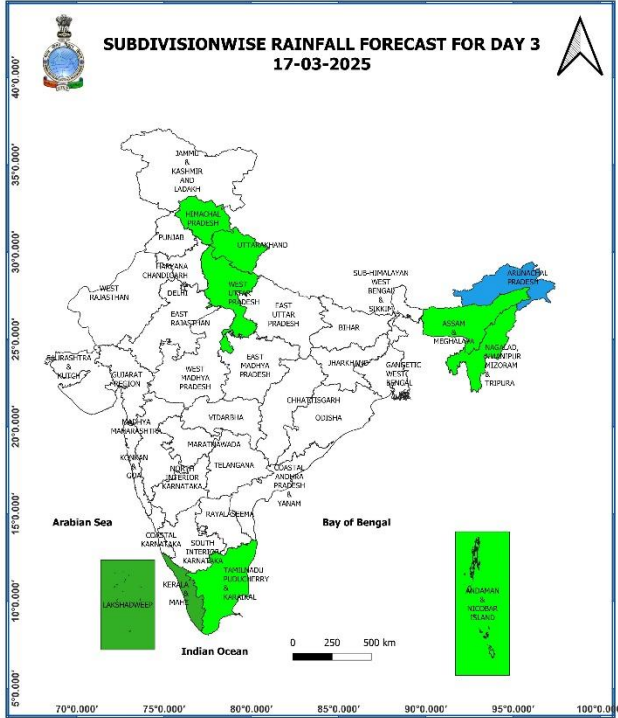 SUBDIVISIONWISE RAINFALL FORECAST FOR DAY 3
17-03-2025
40°0.000'
35°0.000'
30°0.000'
25°0.000'
20°0.000'
15°0.000'
10°0.000'
5°0.000'
JAMMU
&
KASHMIR
AND
LADAKH
HIMACHAL
PRADESH
PUNJAB
UTTARAKHAND
HARYANA
CHANDIGARH
&
DELHI
WEST
RAJASTHAN
WEST
UTTAR
PRADESH
EAST
RAJASTHAN
EAST
UTTAR
PRADESH
SUB-HIMALAYAN
WEST
BENGAL
&
SIKKIM
ARUNACHAL
PRADESH
ASSAM
&
MEGHALAYA
BIHAR
SAURASHTRA
&
KUTCH
GUJARAT
REGION
WEST
MADHYA
PRADESH
EAST
MADHYA
PRADESH
JHARKHAND
GANGETIC
WEST
BENGAL
MIZORAM
&
TRIPURA
CHHATTISGARH
ODISHA
VIDARBHA
MADHYA
MAHARASHTRA
MARATHWADA
KONKAN
&
GOA
NORTH
INTERIOR
KARNATAKA
TELANGANA
COASTAL
ANDHRA
PRADESH
&
YANAM
RAYALASEEMA
Arabian Sea
Bay of Bengal
COASTAL
KARNATAKA
SOUTH
INTERIOR
KARNATAKA
TAMILNADU
PUDUCHERRY
&
KARAIKAL
KERALA
&
MAHE
LAKSHADWEEP
ANDAMAN
&
NICOBAR
ISLAND
Indian Ocean
0 250 500 km
70°0.000' 75°0.000' 80°0.000' 85°0.000' 90°0.000' 95°0.000' 100°0.0